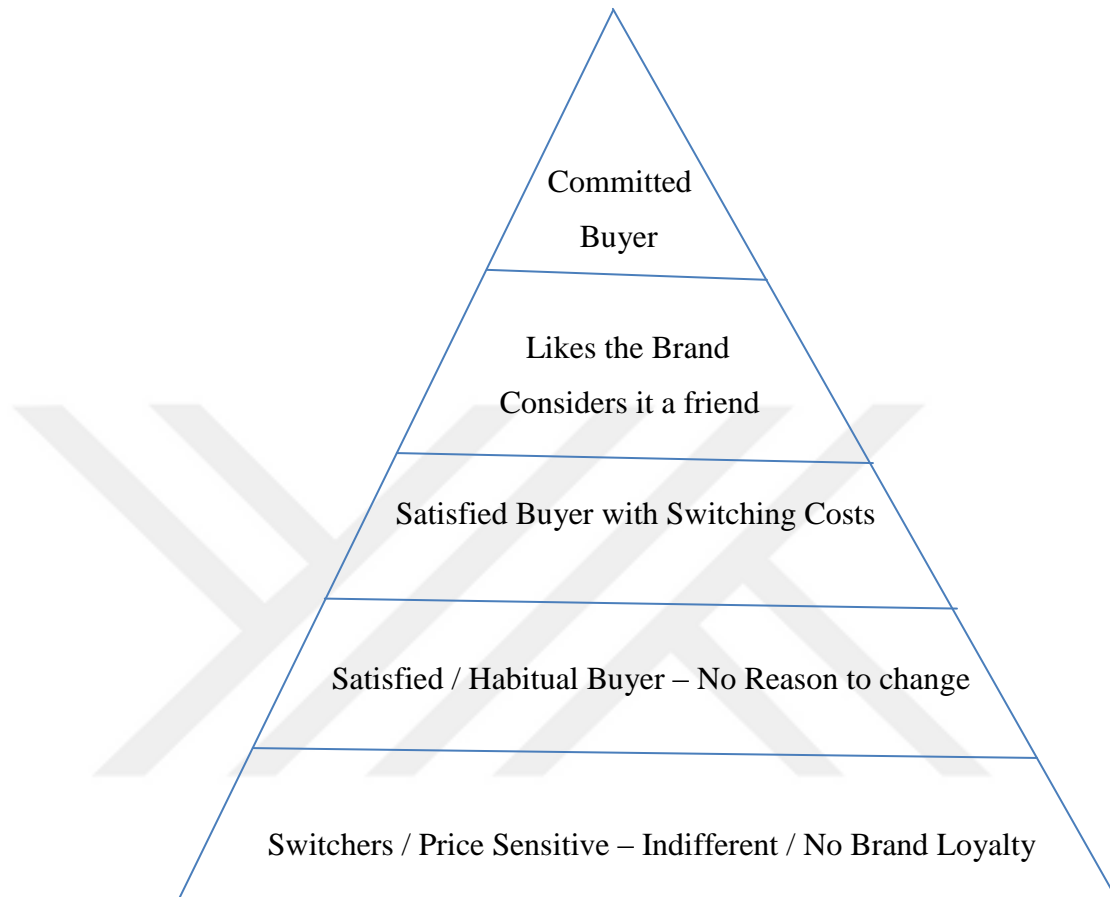 Committed
Buyer
Likes the Brand
Considers it a friend
Satisfied Buyer with Switching Costs
Satisfied / Habitual Buyer – No Reason to change
Switchers / Price Sensitive – Indifferent / No Brand Loyalty